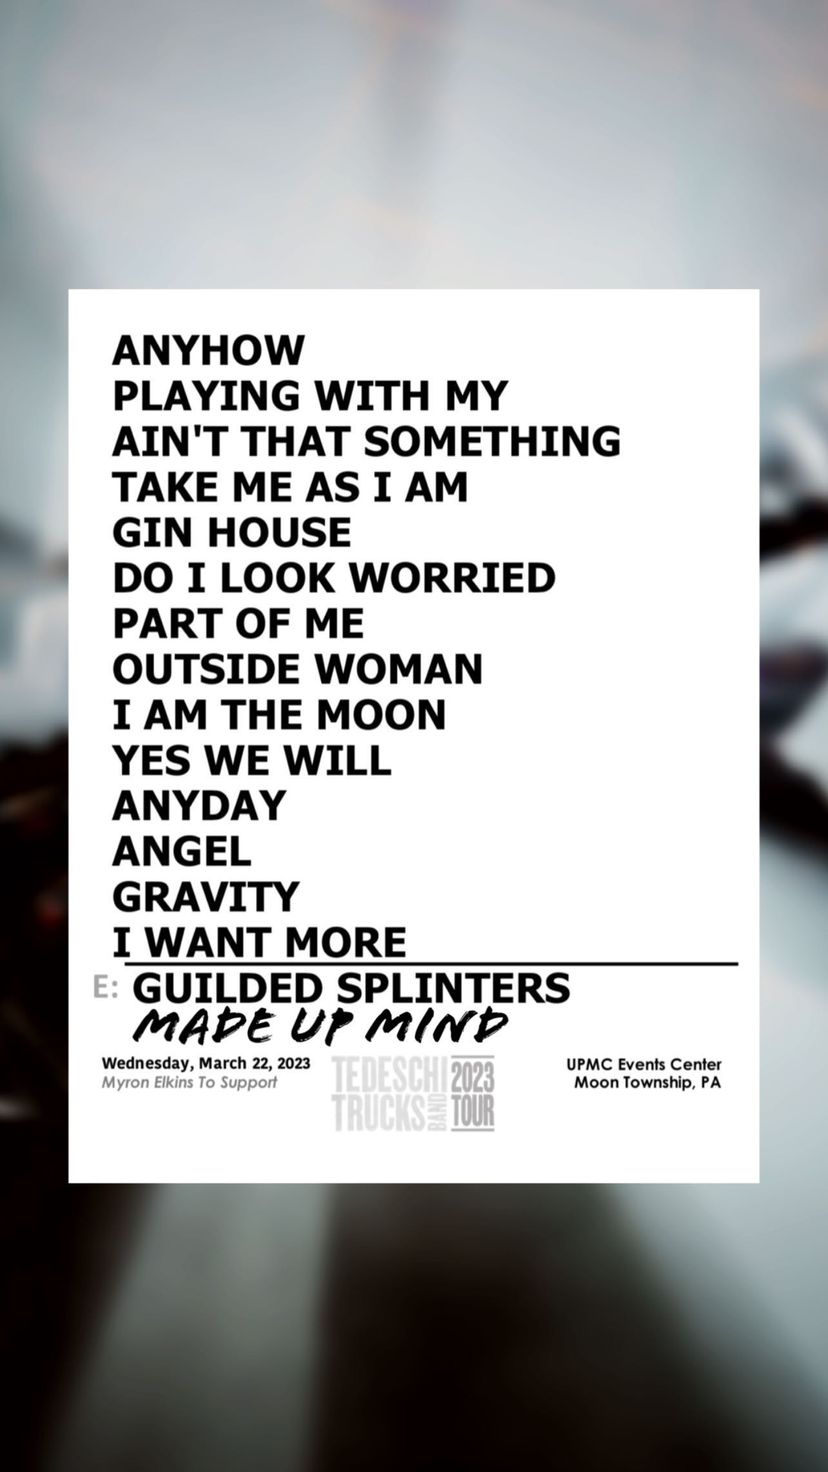 ANYHOW
PLAYING WITH MY
AIN'T THAT SOMETHING
TAKE ME AS I AM
GIN HOUSE
DO I LOOK WORRIED
PART OF ME
OUTSIDE WOMAN
I AM THE MOON
YES WE WILL
ANYDAY
ANGEL
GRAVITY
I WANT MORE
E: GUILDED SPLINTERS
MADE UP MIND
Wednesday, March 22, 2023
Myron Elkins To Support
TEDESCHI
TRUCKS BAND
2023
TOUR
UPMC Events Center
Moon Township, PA